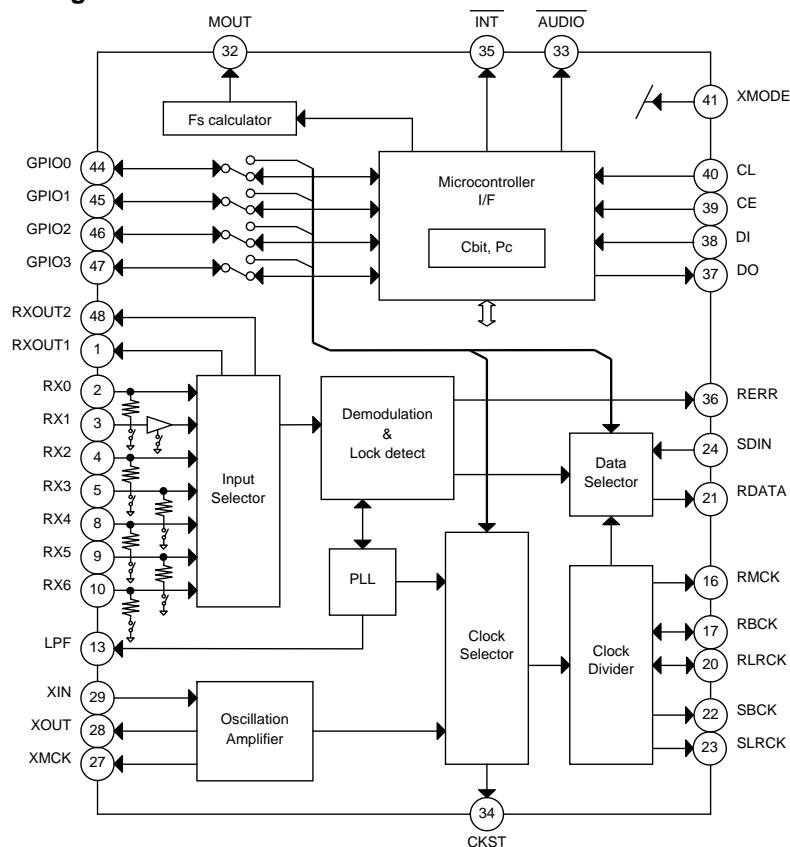 MOUT
INT
AUDIO
32
35
33
41
XMODE
Fs calculator
GPIO0
44
GPIO1
45
GPIO2
46
GPIO3
47
Microcontroller
I/F
Cbit, Pc
40
CL
39
CE
38
DI
37
DO
RXOUT2
48
RXOUT1
1
RX0
2
RX1
3
RX2
4
RX3
5
RX4
8
RX5
9
RX6
10
Input
Selector
Demodulation
&
Lock detect
36
RERR
24
SDIN
Data
Selector
21
RDATA
PLL
LPF
13
Clock
Selector
Clock
Divider
16
RMCK
17
RBCK
20
RLRCK
22
SBCK
23
SLRCK
XIN
29
XOUT
28
XMCK
27
Oscillation
Amplifier
34
CKST